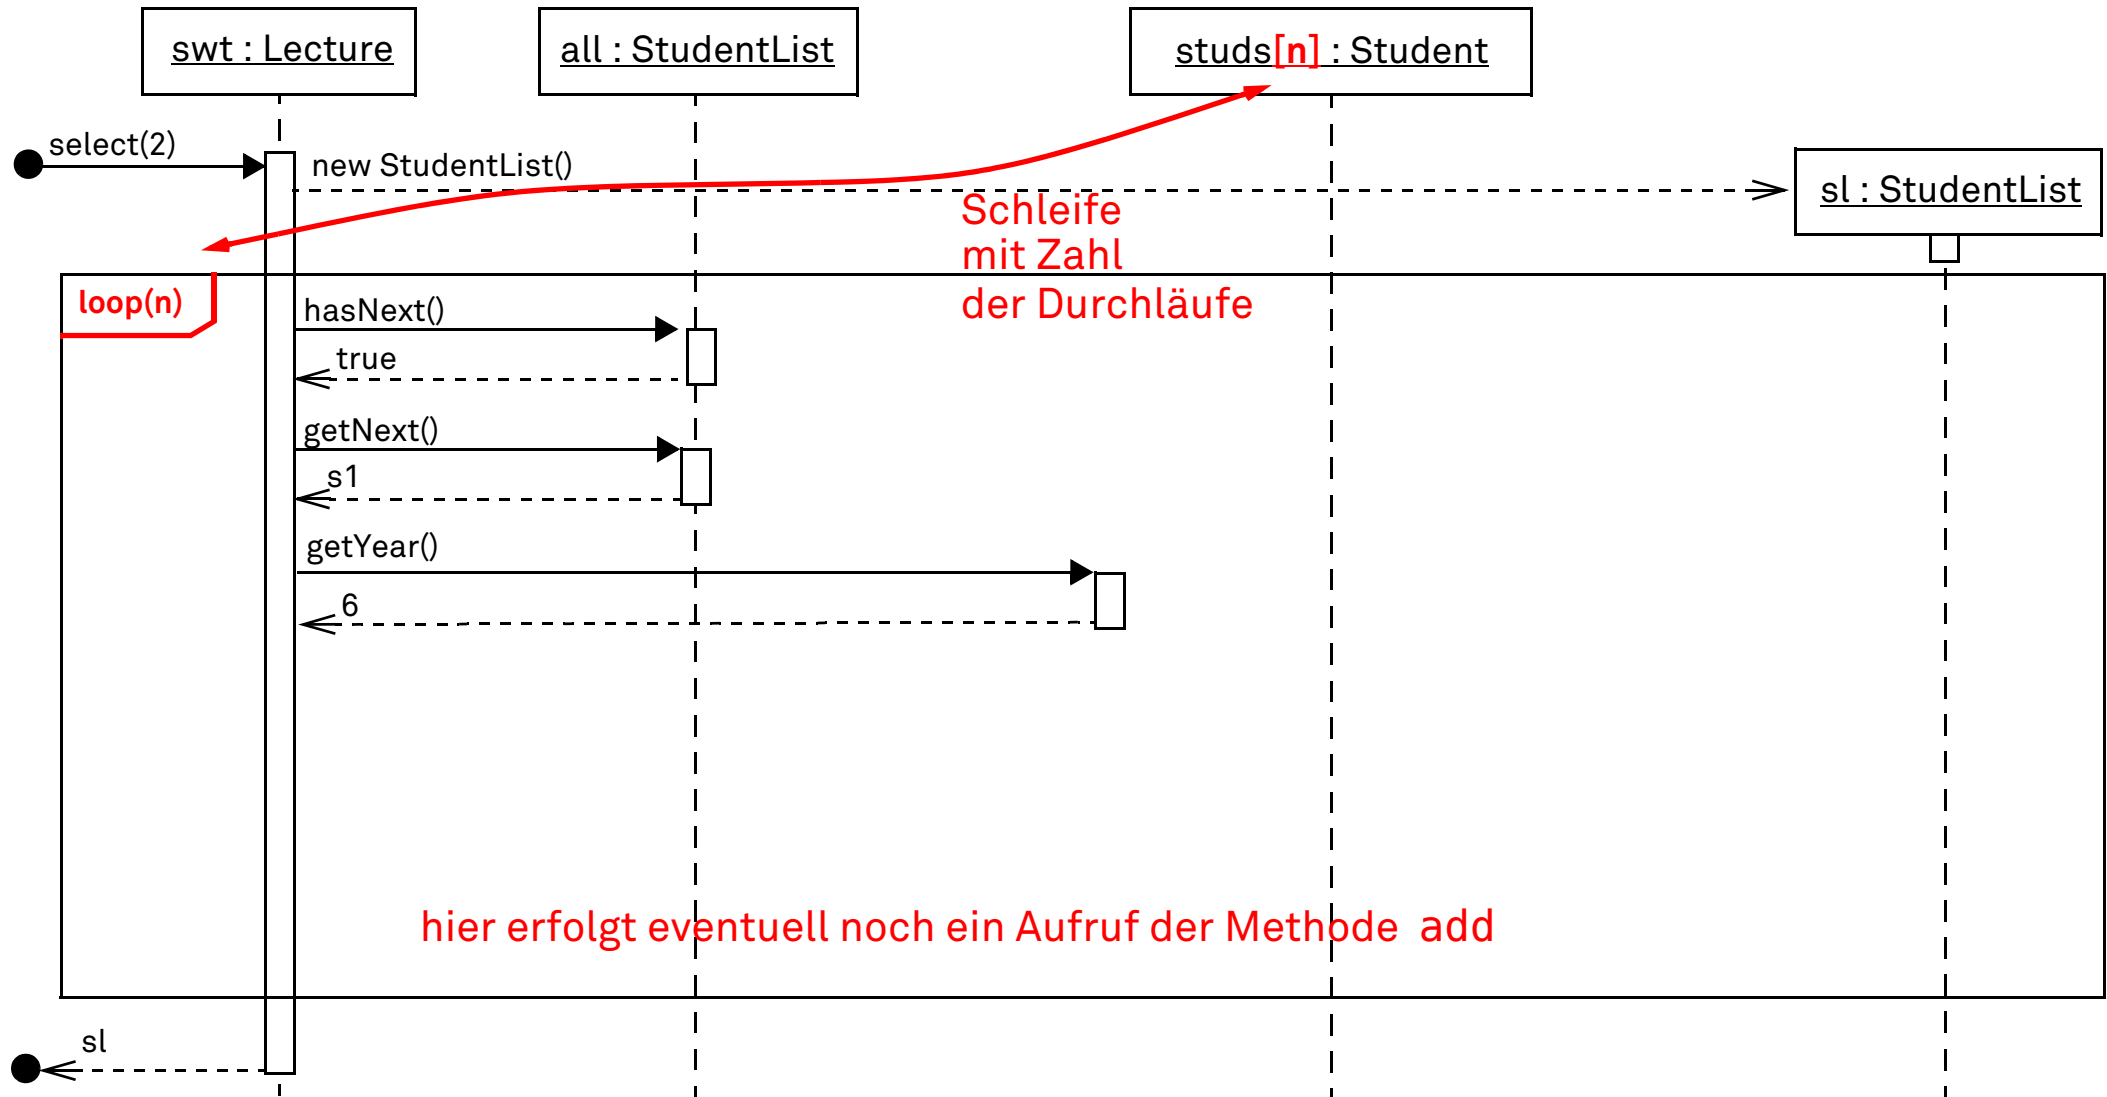 swt : Lecture
all : StudentList
studs[n] : Student
select(2)
new StudentList()
sl : StudentList
Schleife
mit Zahl
der Durchläufe
loop(n)
hasNext()
true
getNext()
s1
getYear()
6
hier erfolgt eventuell noch ein Aufruf der Methode add
sl